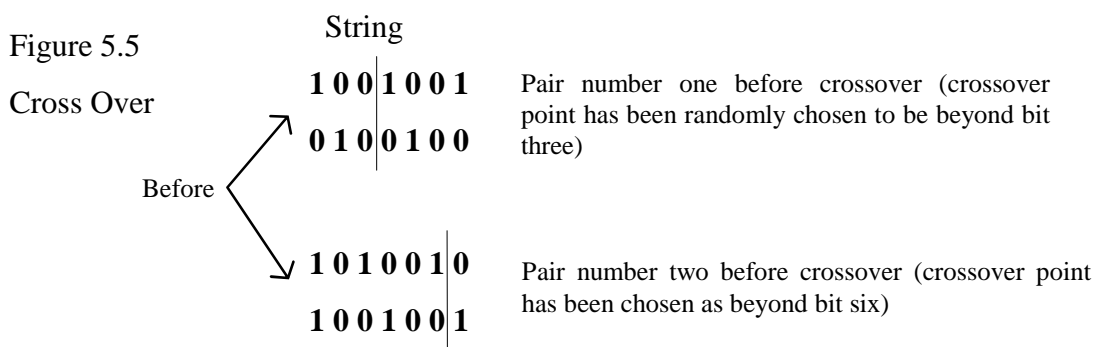 Figure 5.5
Cross Over
String
1 0 0 1 0 0 1
0 1 0 0 1 0 0
Pair number one before crossover (crossover
point has been randomly chosen to be beyond bit
three)
Before
1 0 1 0 0 1 0
1 0 0 1 0 0 1
Pair number two before crossover (crossover point
has been chosen as beyond bit six)